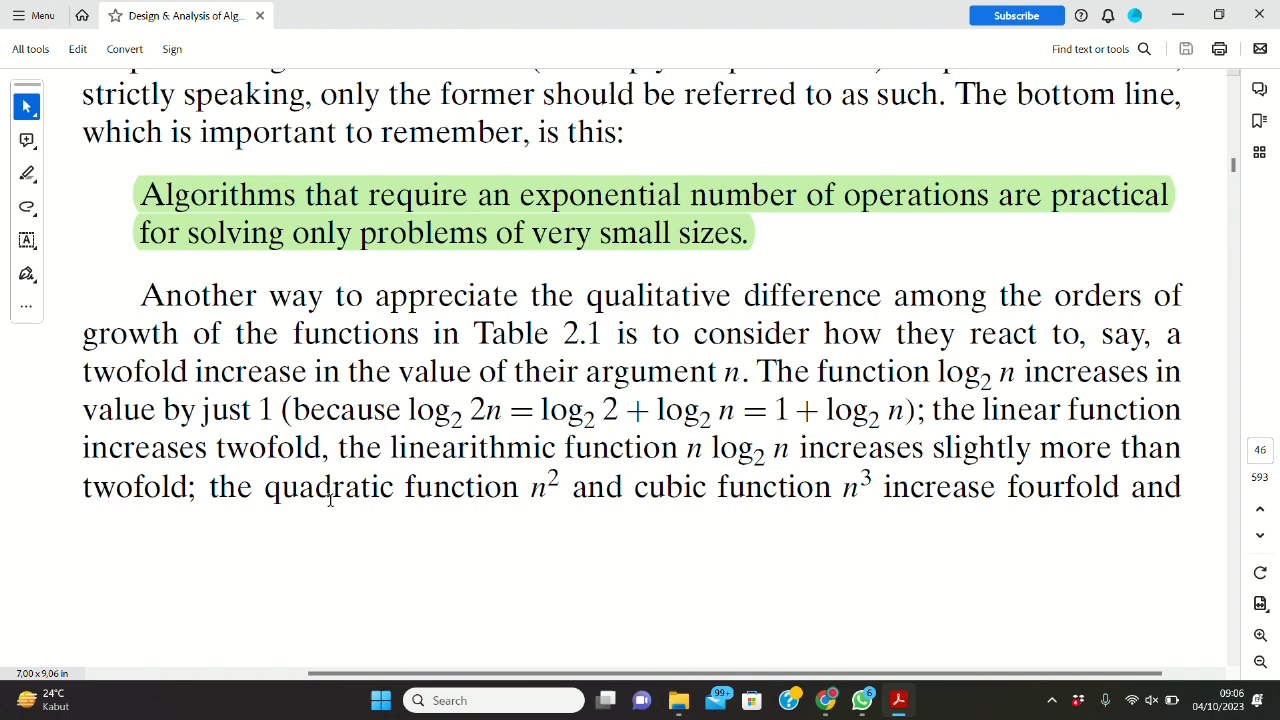 Menu
Design & Analysis of Alg...
Subscribe
All tools
Edit
Convert
Sign
Find text or tools
strictly speaking, only the former should be referred to as such. The bottom line,
which is important to remember, is this:
Algorithms that require an exponential number of operations are practical
for solving only problems of very small sizes.
Another way to appreciate the qualitative difference among the orders of
growth of the functions in Table 2.1 is to consider how they react to, say, a
twofold increase in the value of their argument n. The function log₂ n increases in
value by just 1 (because log₂ 2n = log₂ 2 + log₂ n = 1 + log₂ n); the linear function
increases twofold, the linearithmic function n log₂ n increases slightly more than
twofold; the quadratic function n² and cubic function n³ increase fourfold and
46
593
7,00 x 9,06 in
24°C
Kabut
Search
99+
6
09:06
04/10/2023